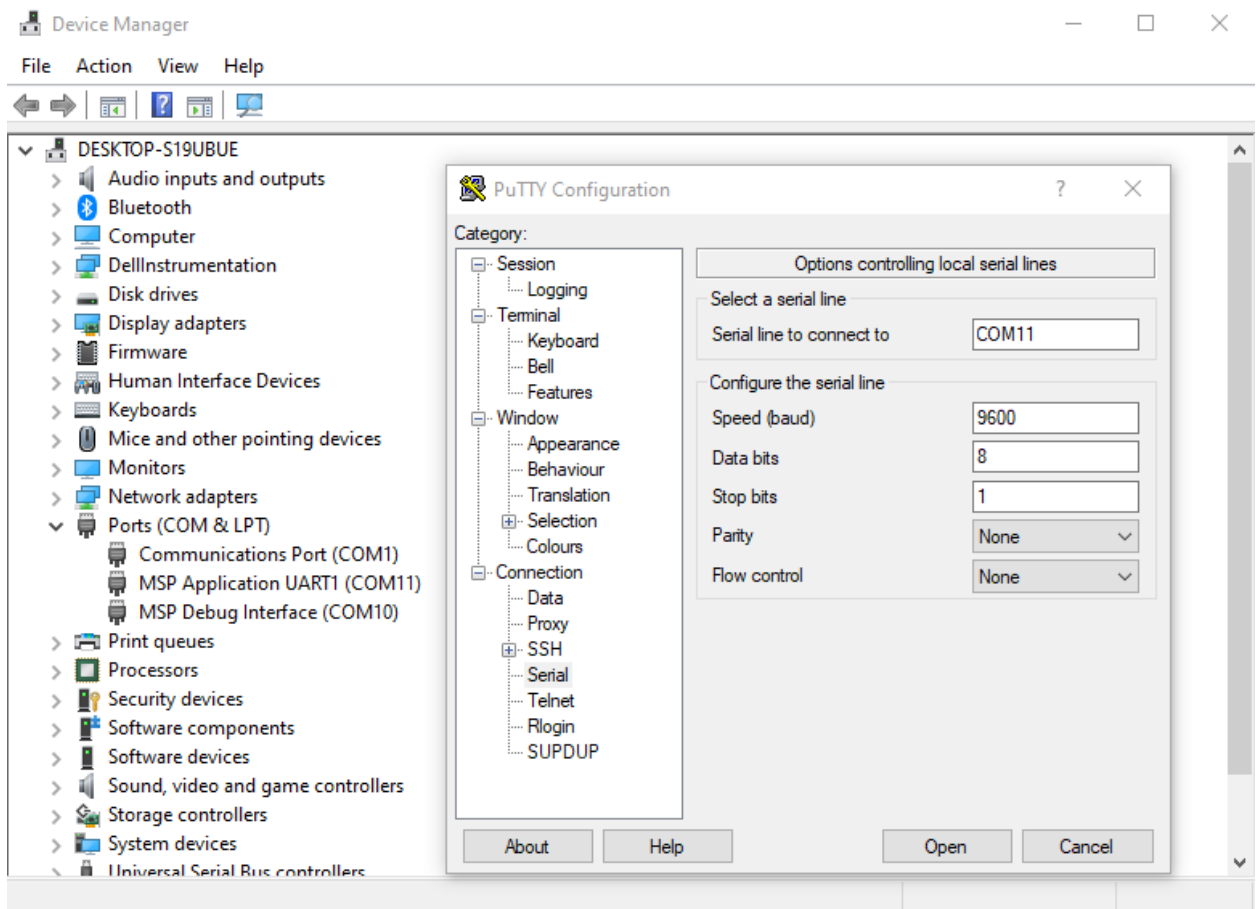 Device Manager
File Action View Help
DESKTOP-S19UBUE
Audio inputs and outputs
Bluetooth
Computer
DellInstrumentation
Disk drives
Display adapters
Firmware
Human Interface Devices
Keyboards
Mice and other pointing devices
Monitors
Network adapters
Ports (COM & LPT)
Communications Port (COM1)
MSP Application UART1 (COM11)
MSP Debug Interface (COM10)
Print queues
Processors
Security devices
Software components
Software devices
Sound, video and game controllers
Storage controllers
System devices
Universal Serial Bus controllers
PuTTY Configuration
Category:
Session
Logging
Terminal
Keyboard
Bell
Features
Window
Appearance
Behaviour
Translation
Selection
Colours
Connection
Data
Proxy
SSH
Serial
Telnet
Rlogin
SUPDUP
Options controlling local serial lines
Select a serial line
Serial line to connect to COM11
Configure the serial line
Speed (baud) 9600
Data bits 8
Stop bits 1
Parity None
Flow control None
About Help Open Cancel